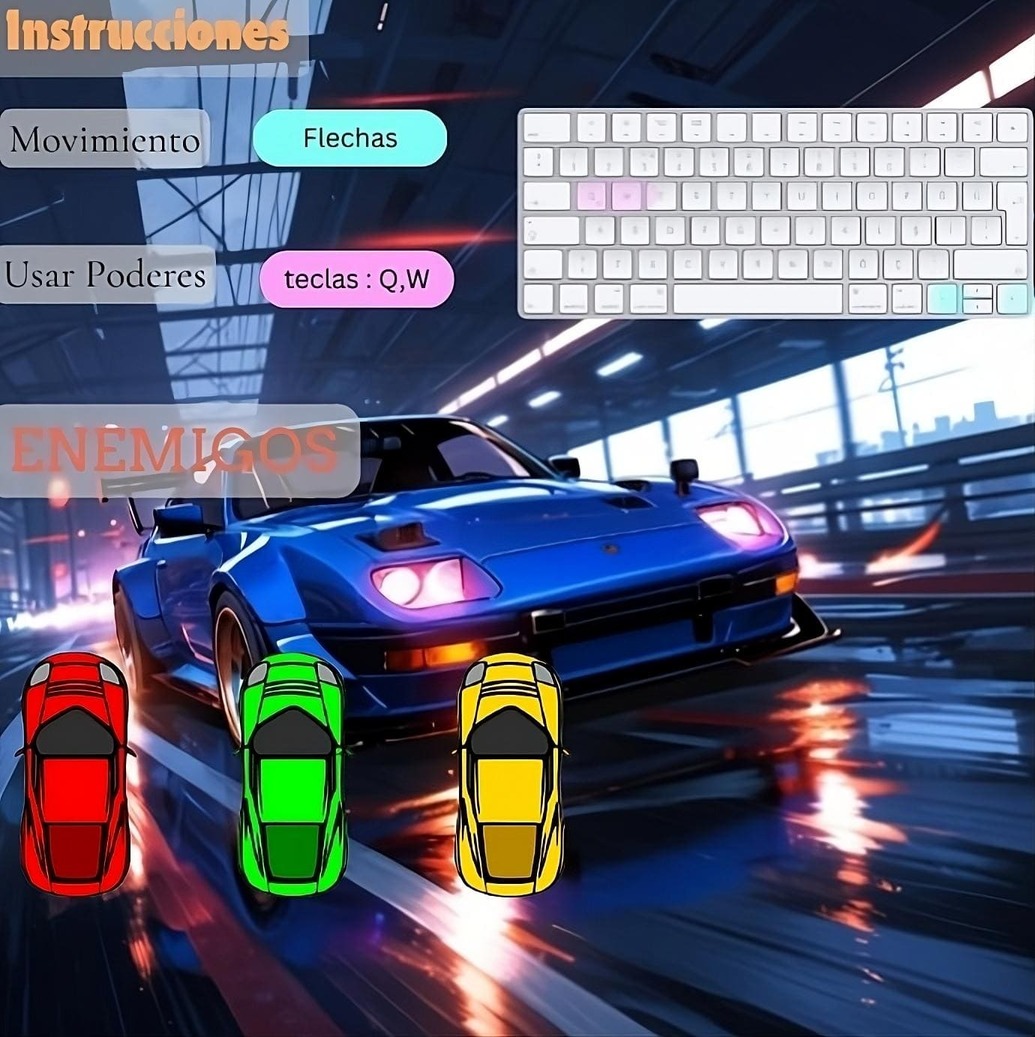 Instrucciones
Movimiento
Flechas
Usar Poderes
teclas : Q,W
ENEMIGOS